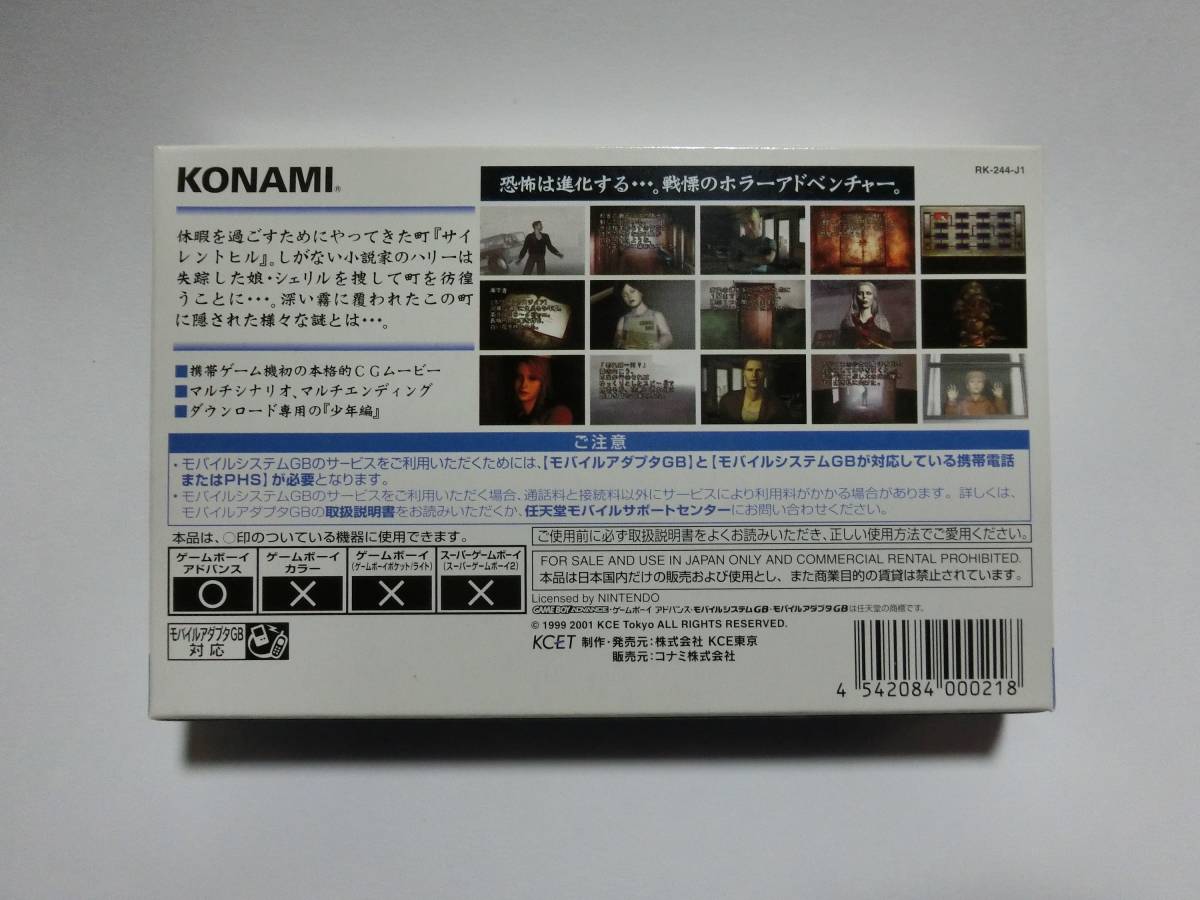 KONAMI®
恐怖は進化する・・・。戦慄のホラーアドベンチャー。
RK-244-J1
休暇を過ごすためにやってきた町『サイ
レントヒル』。しがない小説家のハリーは
失踪した娘・シェリルを捜して町を彷徨
うことに・・・。深い霧に覆われたこの町
に隠された様々な謎とは・・・。
■携帯ゲーム機初の本格的CGムービー
■マルチシナリオ、マルチエンディング
■ダウンロード専用の『少年編』
ご注意
・モバイルシステムGBのサービスをご利用いただくためには、【モバイルアダプタGB】と【モバイルシステムGBが対応している携帯電話
またはPHS】が必要となります。
・モバイルシステムGBのサービスをご利用いただく場合、通話料と接続料以外にサービスにより利用料がかかる場合があります。詳しくは、
モバイルアダプタGBの取扱説明書をお読みいただくか、任天堂モバイルサポートセンターにお問い合わせください。
本品は、○印のついている機器に使用できます。
ゲームボーイ
アドバンス
○
ゲームボーイ
カラー
×
ゲームボーイ
(ゲームボーイポケット/ライト)
×
スーパーゲームボーイ
(スーパーゲームボーイ2)
×
モバイルアダプタGB
対応
ご使用前に必ず取扱説明書をよくお読みいただき、正しい使用方法でご愛用ください。
FOR SALE AND USE IN JAPAN ONLY AND COMMERCIAL RENTAL PROHIBITED.
本品は日本国内だけの販売および使用とし、また商業目的の賃貸は禁止されています。
Licensed by NINTENDO
GAME BOY ADVANCE・ゲームボーイ アドバンス・モバイルシステムGB・モバイルアダプタGBは任天堂の商標です。
© 1999 2001 KCE Tokyo ALL RIGHTS RESERVED.
KCET 制作・発売元：株式会社 KCE東京
販売元：コナミ株式会社
4 542084 000218